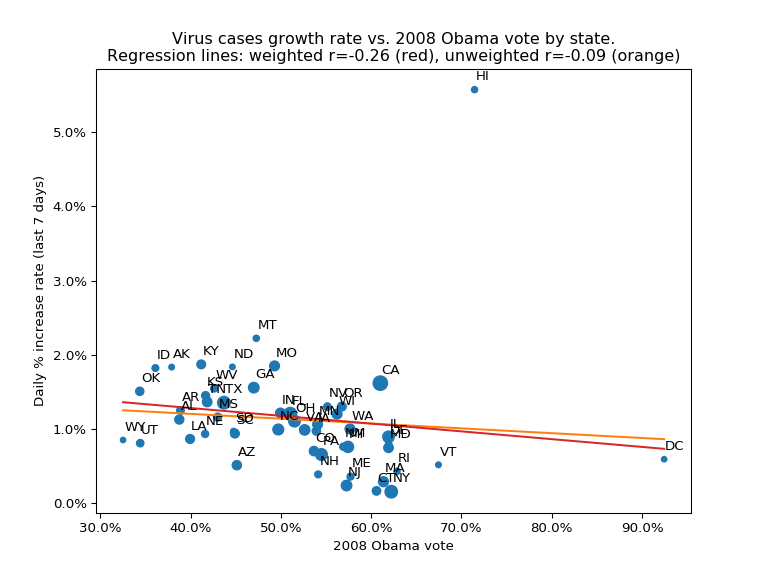 Virus cases growth rate vs. 2008 Obama vote by state.
Regression lines: weighted r=-0.26 (red), unweighted r=-0.09 (orange)
HI
5.0%
4.0%
3.0%
2.0%
1.0%
0.0%
Daily % increase rate (last 7 days)
MT
ID
AK
KY
ND
MO
OK
KS
WV
GA
CA
AR
TX
AL
MS
IN
FL
OH
NV
OR
WI
WY
UT
LA
NE
SD
SC
NC
VA
IA
MN
WA
IL
MD
AZ
CO
PA
NM
NH
ME
NJ
RI
MA
CT
NY
VT
DC
30.0%
40.0%
50.0%
60.0%
70.0%
80.0%
90.0%
2008 Obama vote